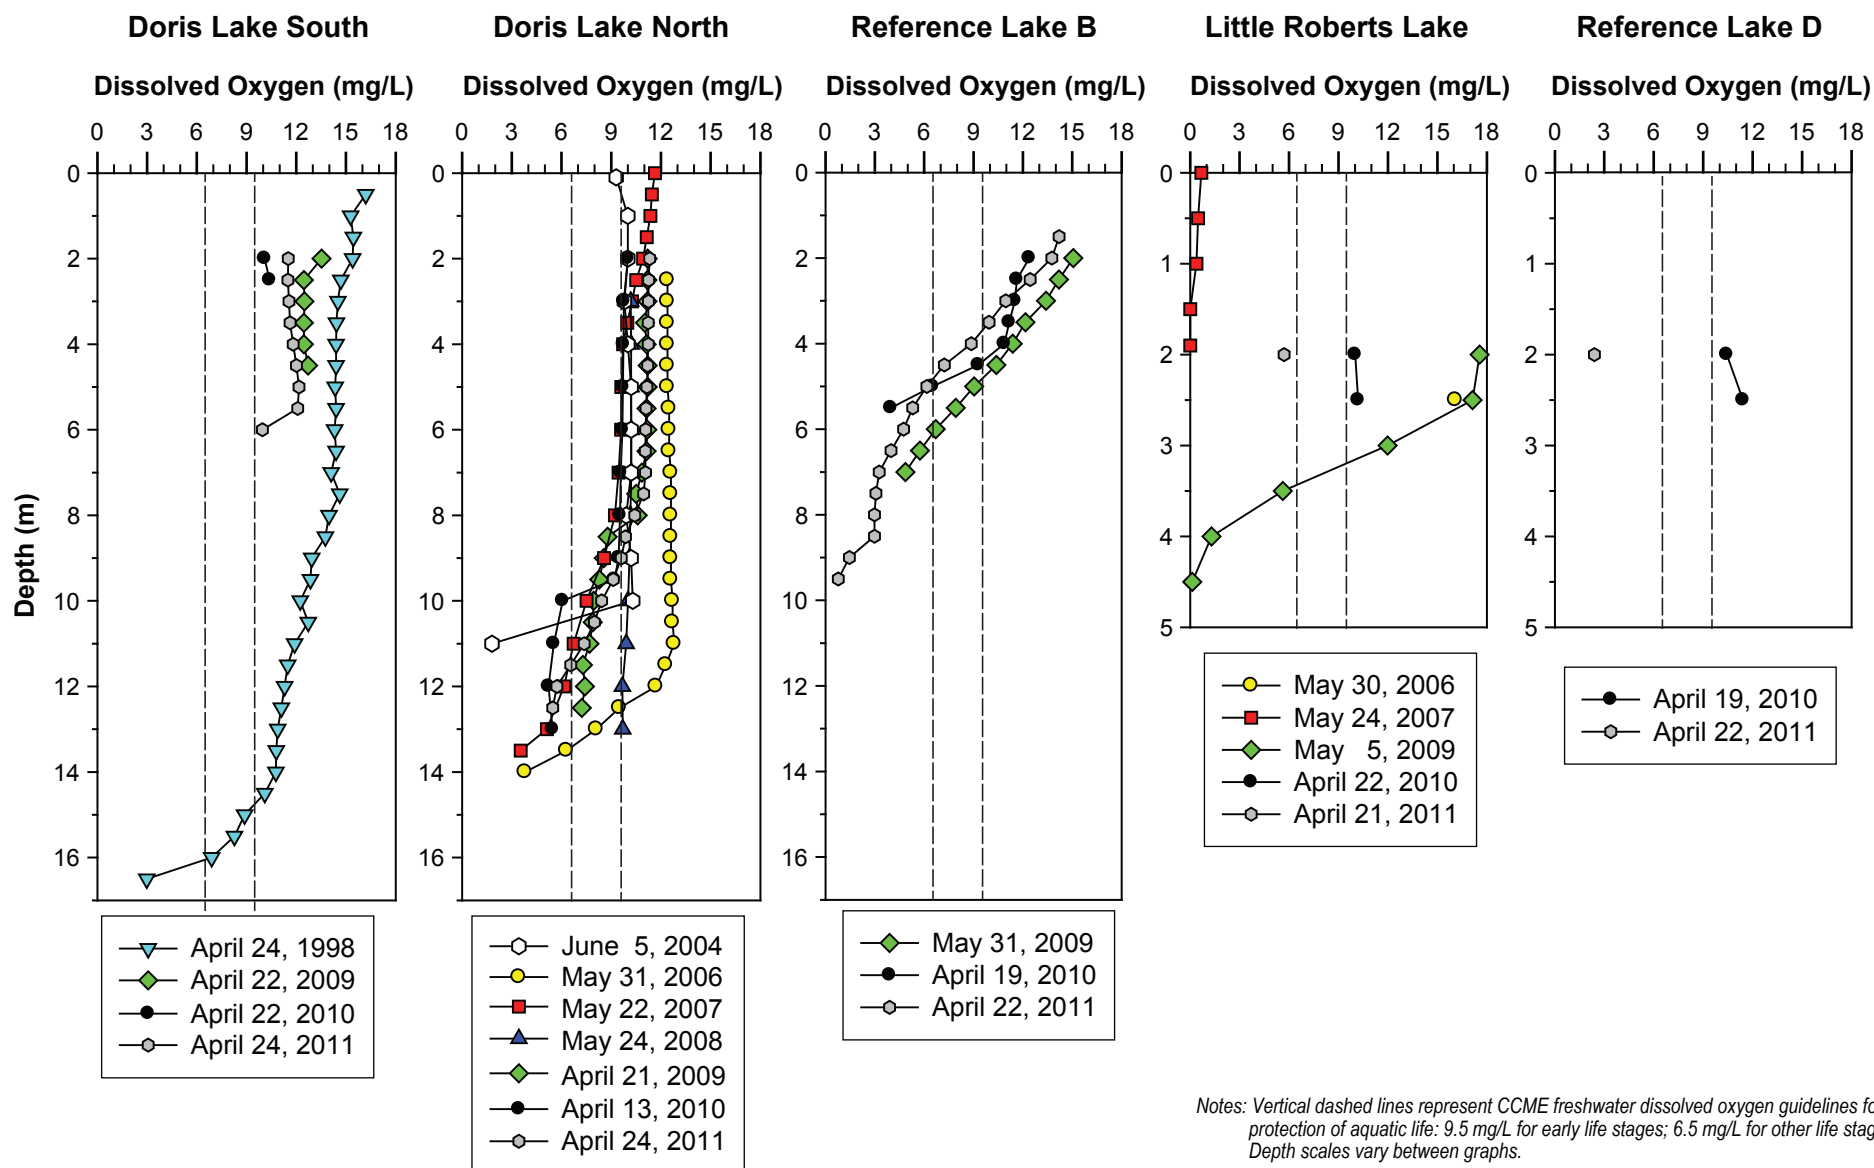 Doris Lake South
Doris Lake North
Reference Lake B
Little Roberts Lake
Reference Lake D
Dissolved Oxygen (mg/L)
Dissolved Oxygen (mg/L)
Dissolved Oxygen (mg/L)
Dissolved Oxygen (mg/L)
Dissolved Oxygen (mg/L)
0 3 6 9 12 15 18
0 3 6 9 12 15 18
0 3 6 9 12 15 18
0 3 6 9 12 15 18
0 3 6 9 12 15 18
Depth (m)
0
2
4
6
8
10
12
14
16
0
2
4
6
8
10
12
14
16
0
2
4
6
8
10
12
14
16
0
1
2
3
4
5
0
1
2
3
4
5
April 24, 1998
April 22, 2009
April 22, 2010
April 24, 2011
June 5, 2004
May 31, 2006
May 22, 2007
May 24, 2008
April 21, 2009
April 13, 2010
April 24, 2011
May 31, 2009
April 19, 2010
April 22, 2011
May 30, 2006
May 24, 2007
May 5, 2009
April 22, 2010
April 21, 2011
April 19, 2010
April 22, 2011
Notes: Vertical dashed lines represent CCME freshwater dissolved oxygen guidelines fo
protection of aquatic life: 9.5 mg/L for early life stages; 6.5 mg/L for other life stag
Depth scales vary between graphs.